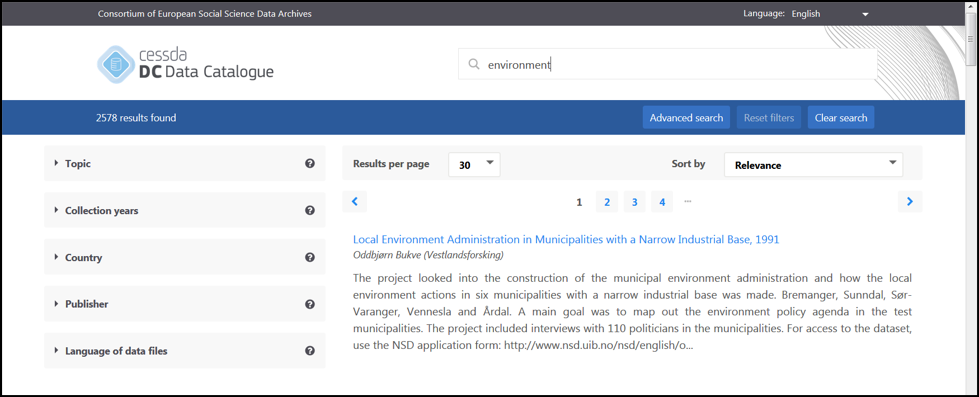 Consortium of European Social Science Data Archives
Language: English
cessda
DC Data Catalogue
environment
2578 results found
Advanced search
Reset filters
Clear search
Topic
Collection years
Country
Publisher
Language of data files
Results per page 30
Sort by Relevance
1 2 3 4 ...
Local Environment Administration in Municipalities with a Narrow Industrial Base, 1991
Oddbjørn Bukve (Vestlandsforsking)
The project looked into the construction of the municipal environment administration and how the local
environment actions in six municipalities with a narrow industrial base was made. Bremanger, Sunndal, Sør-
Varanger, Vennesla and Årdal. A main goal was to map out the environment policy agenda in the test
municipalities. The project included interviews with 110 politicians in the municipalities. For access to the dataset,
use the NSD application form: http://www.nsd.uib.no/nsd/english/o...